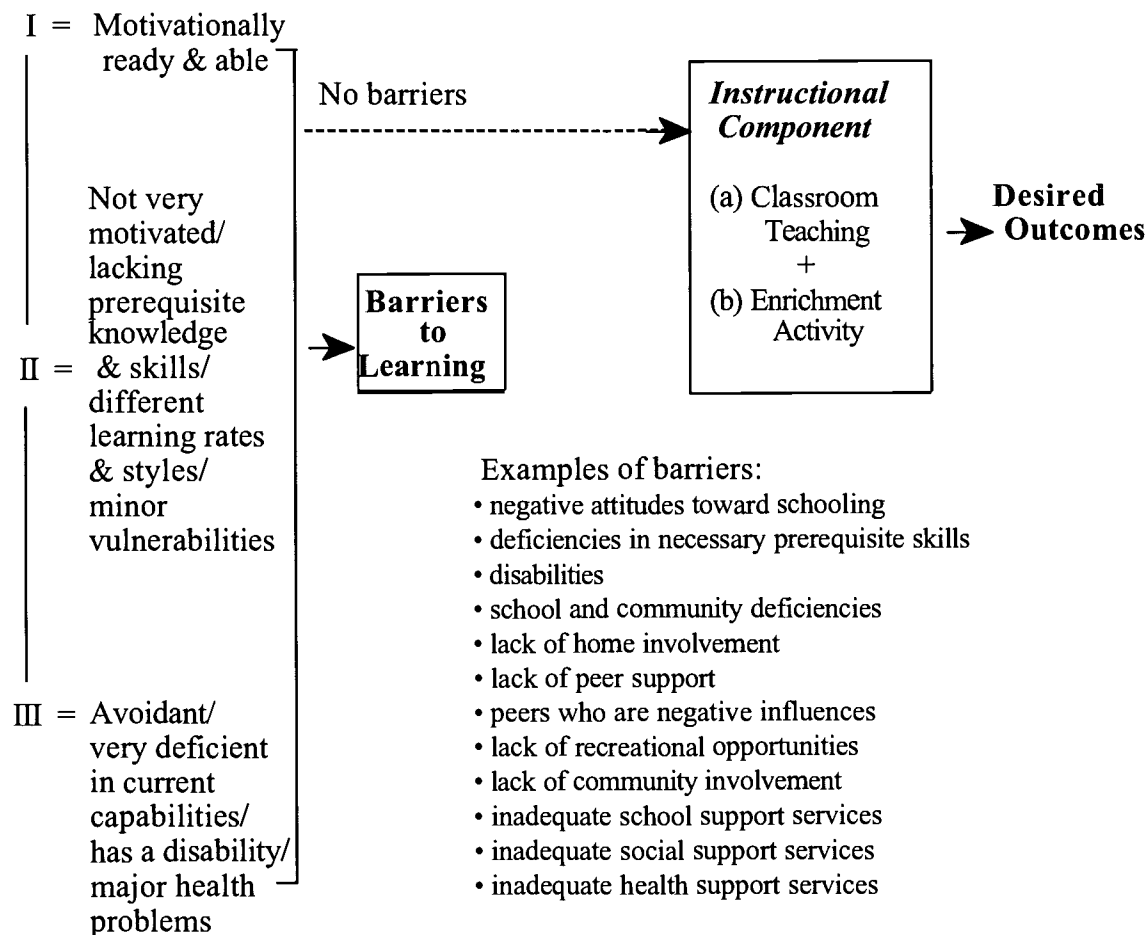 I = Motivationally
ready & able
No barriers
Not very
motivated/
lacking
prerequisite
knowledge
II = & skills/
different
learning rates
& styles/
minor
vulnerabilities
III = Avoidant/
very deficient
in current
capabilities/
has a disability/
major health
problems
Barriers
to
Learning
Instructional
Component
(a) Classroom
Teaching
+
(b) Enrichment
Activity
Desired
Outcomes
Examples of barriers:
• negative attitudes toward schooling
• deficiencies in necessary prerequisite skills
• disabilities
• school and community deficiencies
• lack of home involvement
• lack of peer support
• peers who are negative influences
• lack of recreational opportunities
• lack of community involvement
• inadequate school support services
• inadequate social support services
• inadequate health support services